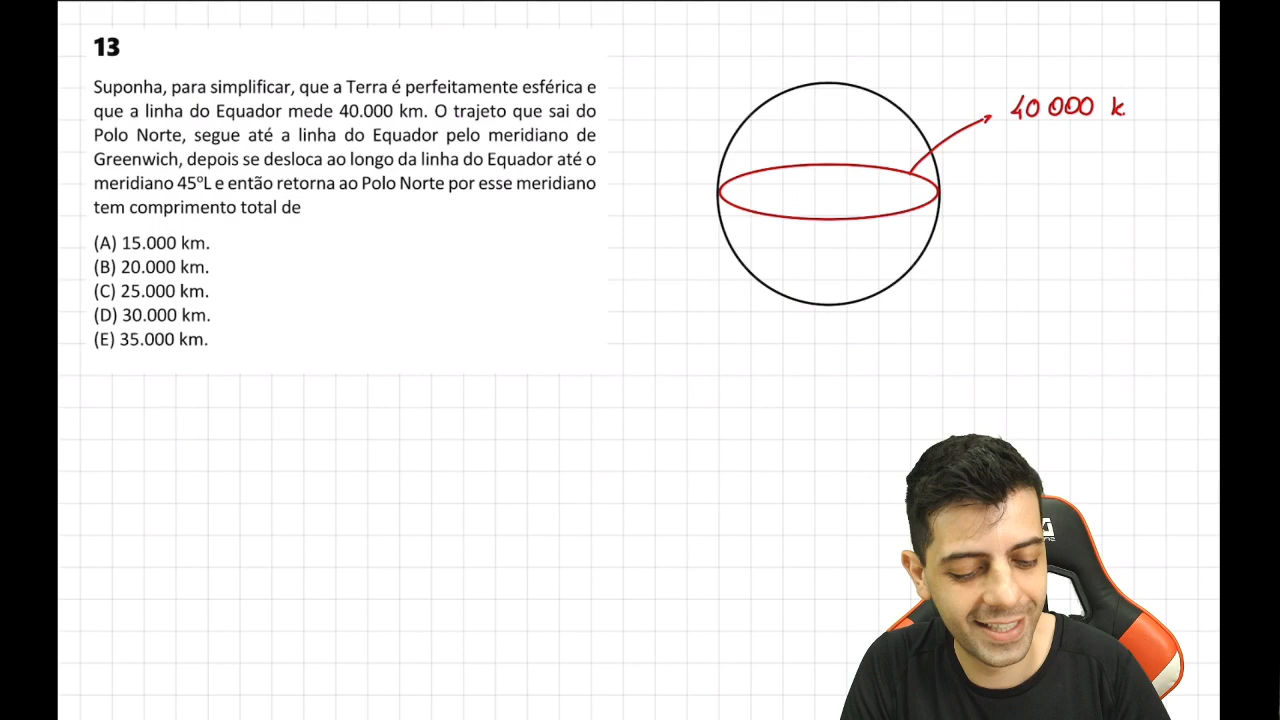 13
Suponha, para simplificar, que a Terra é perfeitamente esférica e
que a linha do Equador mede 40.000 km. O trajeto que sai do
Polo Norte, segue até a linha do Equador pelo meridiano de
Greenwich, depois se desloca ao longo da linha do Equador até o
meridiano 45ºL e então retorna ao Polo Norte por esse meridiano
tem comprimento total de
(A) 15.000 km.
(B) 20.000 km.
(C) 25.000 km.
(D) 30.000 km.
(E) 35.000 km.
40 000 k